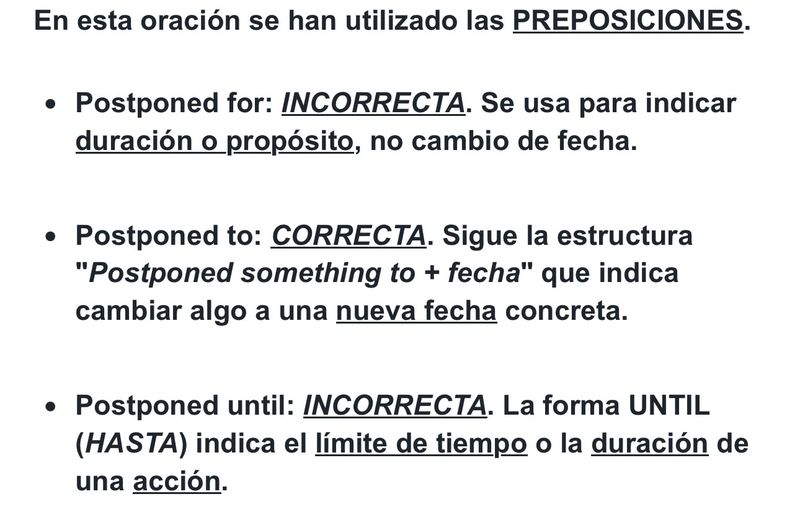 En esta oración se han utilizado las PREPOSICIONES.
• Postponed for: INCORRECTA. Se usa para indicar
duración o propósito, no cambio de fecha.
• Postponed to: CORRECTA. Sigue la estructura
"Postponed something to + fecha" que indica
cambiar algo a una nueva fecha concreta.
• Postponed until: INCORRECTA. La forma UNTIL
(HASTA) indica el límite de tiempo o la duración de
una acción.